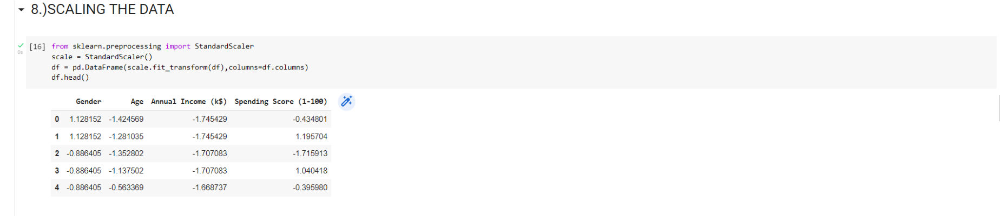 8.)SCALING THE DATA
[16] from sklearn.preprocessing import StandardScaler
0s
scale = StandardScaler()
df = pd.DataFrame(scale.fit_transform(df),columns=df.columns)
df.head()
Gender Age Annual Income (k$) Spending Score (1-100)
0 1.128152 -1.424569 -1.745429 -0.434801
1 1.128152 -1.281035 -1.745429 1.195704
2 -0.886405 -1.352802 -1.707083 -1.715913
3 -0.886405 -1.137502 -1.707083 1.040418
4 -0.886405 -0.563369 -1.668737 -0.395980